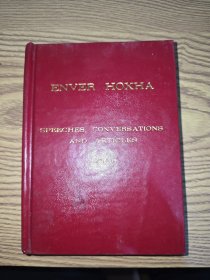 ENVER HOXHA
SPEECHES, CONVERSATIONS
AND ARTICLES